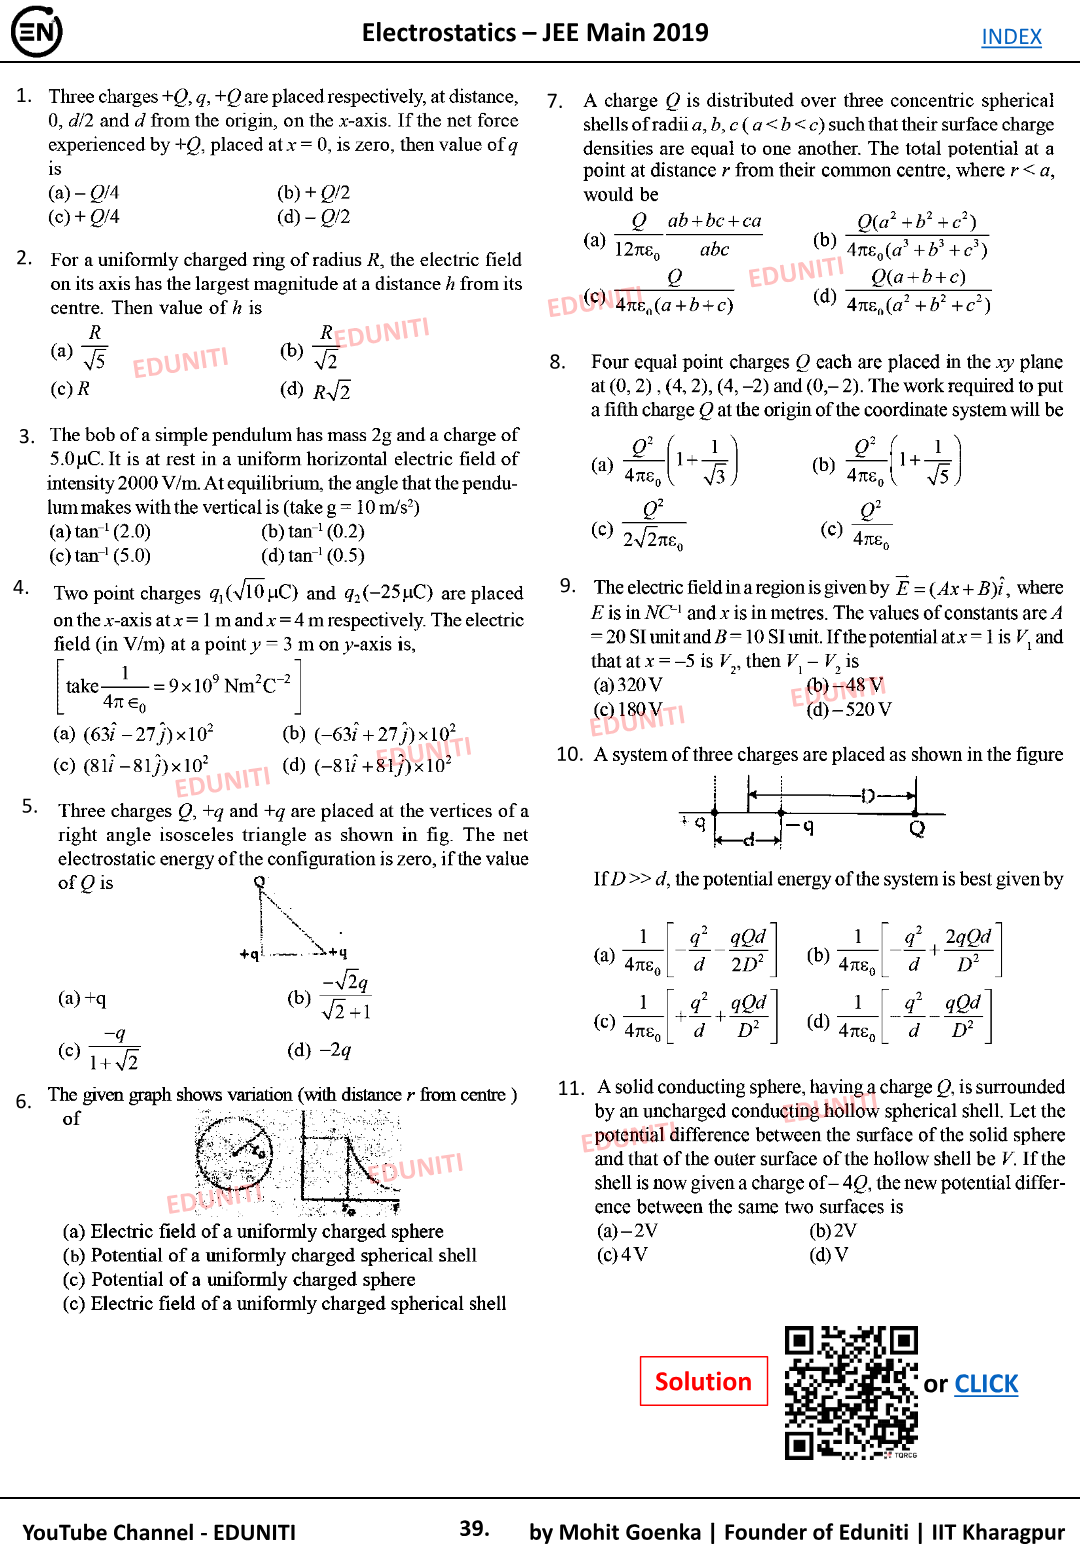 EN
Electrostatics – JEE Main 2019
INDEX
1. Three charges +Q, q, +Q are placed respectively, at distance,
0, d/2 and d from the origin, on the x-axis. If the net force
experienced by +Q, placed at x = 0, is zero, then value of q
is
(a) – Q/4 (b) + Q/2
(c) + Q/4 (d) – Q/2
2. For a uniformly charged ring of radius R, the electric field
on its axis has the largest magnitude at a distance h from its
centre. Then value of h is
(a) R/√5 (b) R/√2
(c) R (d) R√2
3. The bob of a simple pendulum has mass 2g and a charge of
5.0μC. It is at rest in a uniform horizontal electric field of
intensity 2000 V/m. At equilibrium, the angle that the pendu-
lum makes with the vertical is (take g = 10 m/s²)
(a) tan⁻¹ (2.0) (b) tan⁻¹ (0.2)
(c) tan⁻¹ (5.0) (d) tan⁻¹ (0.5)
4. Two point charges q₁(√10 μC) and q₂(–25 μC) are placed
on the x-axis at x = 1 m and x = 4 m respectively. The electric
field (in V/m) at a point y = 3 m on y-axis is,
[take 1/4π∈₀ = 9×10⁹ Nm²C⁻²]
(a) (63î – 27ĵ)×10² (b) (–63î + 27ĵ)×10²
(c) (81î – 81ĵ)×10² (d) (–81î + 81ĵ)×10²
5. Three charges Q, +q and +q are placed at the vertices of a
right angle isosceles triangle as shown in fig. The net
electrostatic energy of the configuration is zero, if the value
of Q is
Q
+q +q
(a) +q (b) –√2q/√2+1
(c) –q/1+√2 (d) –2q
6. The given graph shows variation (with distance r from centre )
of
r₀
r₀ r
(a) Electric field of a uniformly charged sphere
(b) Potential of a uniformly charged spherical shell
(c) Potential of a uniformly charged sphere
(c) Electric field of a uniformly charged spherical shell
7. A charge Q is distributed over three concentric spherical
shells of radii a, b, c ( a < b < c) such that their surface charge
densities are equal to one another. The total potential at a
point at distance r from their common centre, where r < a,
would be
(a) Q/12πε₀ ab+bc+ca/abc (b) Q(a²+b²+c²)/4πε₀(a³+b³+c³)
(c) Q/4πε₀(a+b+c) (d) Q(a+b+c)/4πε₀(a²+b²+c²)
8. Four equal point charges Q each are placed in the xy plane
at (0, 2) , (4, 2), (4, –2) and (0,– 2). The work required to put
a fifth charge Q at the origin of the coordinate system will be
(a) Q²/4πε₀ (1+1/√3) (b) Q²/4πε₀ (1+1/√5)
(c) Q²/2√2πε₀ (c) Q²/4πε₀
9. The electric field in a region is given by E⃗ = (Ax + B)î, where
E is in NC⁻¹ and x is in metres. The values of constants are A
= 20 SI unit and B = 10 SI unit. If the potential at x = 1 is V₁ and
that at x = –5 is V₂, then V₁ – V₂ is
(a) 320 V (b) –48 V
(c) 180 V (d) –520 V
10. A system of three charges are placed as shown in the figure
D
+q –q Q
d
If D >> d, the potential energy of the system is best given by
(a) 1/4πε₀ [–q²/d – qQd/2D²] (b) 1/4πε₀ [–q²/d + 2qQd/D²]
(c) 1/4πε₀ [+q²/d + qQd/D²] (d) 1/4πε₀ [–q²/d – qQd/D²]
11. A solid conducting sphere, having a charge Q, is surrounded
by an uncharged conducting hollow spherical shell. Let the
potential difference between the surface of the solid sphere
and that of the outer surface of the hollow shell be V. If the
shell is now given a charge of – 4Q, the new potential differ-
ence between the same two surfaces is
(a) –2V (b) 2V
(c) 4V (d) V
EDUNITI
EDUNITI
EDUNITI
EDUNITI
EDUNITI
EDUNITI
EDUNITI
EDUNITI
EDUNITI
EDUNITI
EDUNITI
EDUNITI
Solution
or CLICK
TQRCG
YouTube Channel - EDUNITI
39.
by Mohit Goenka | Founder of Eduniti | IIT Kharagpur